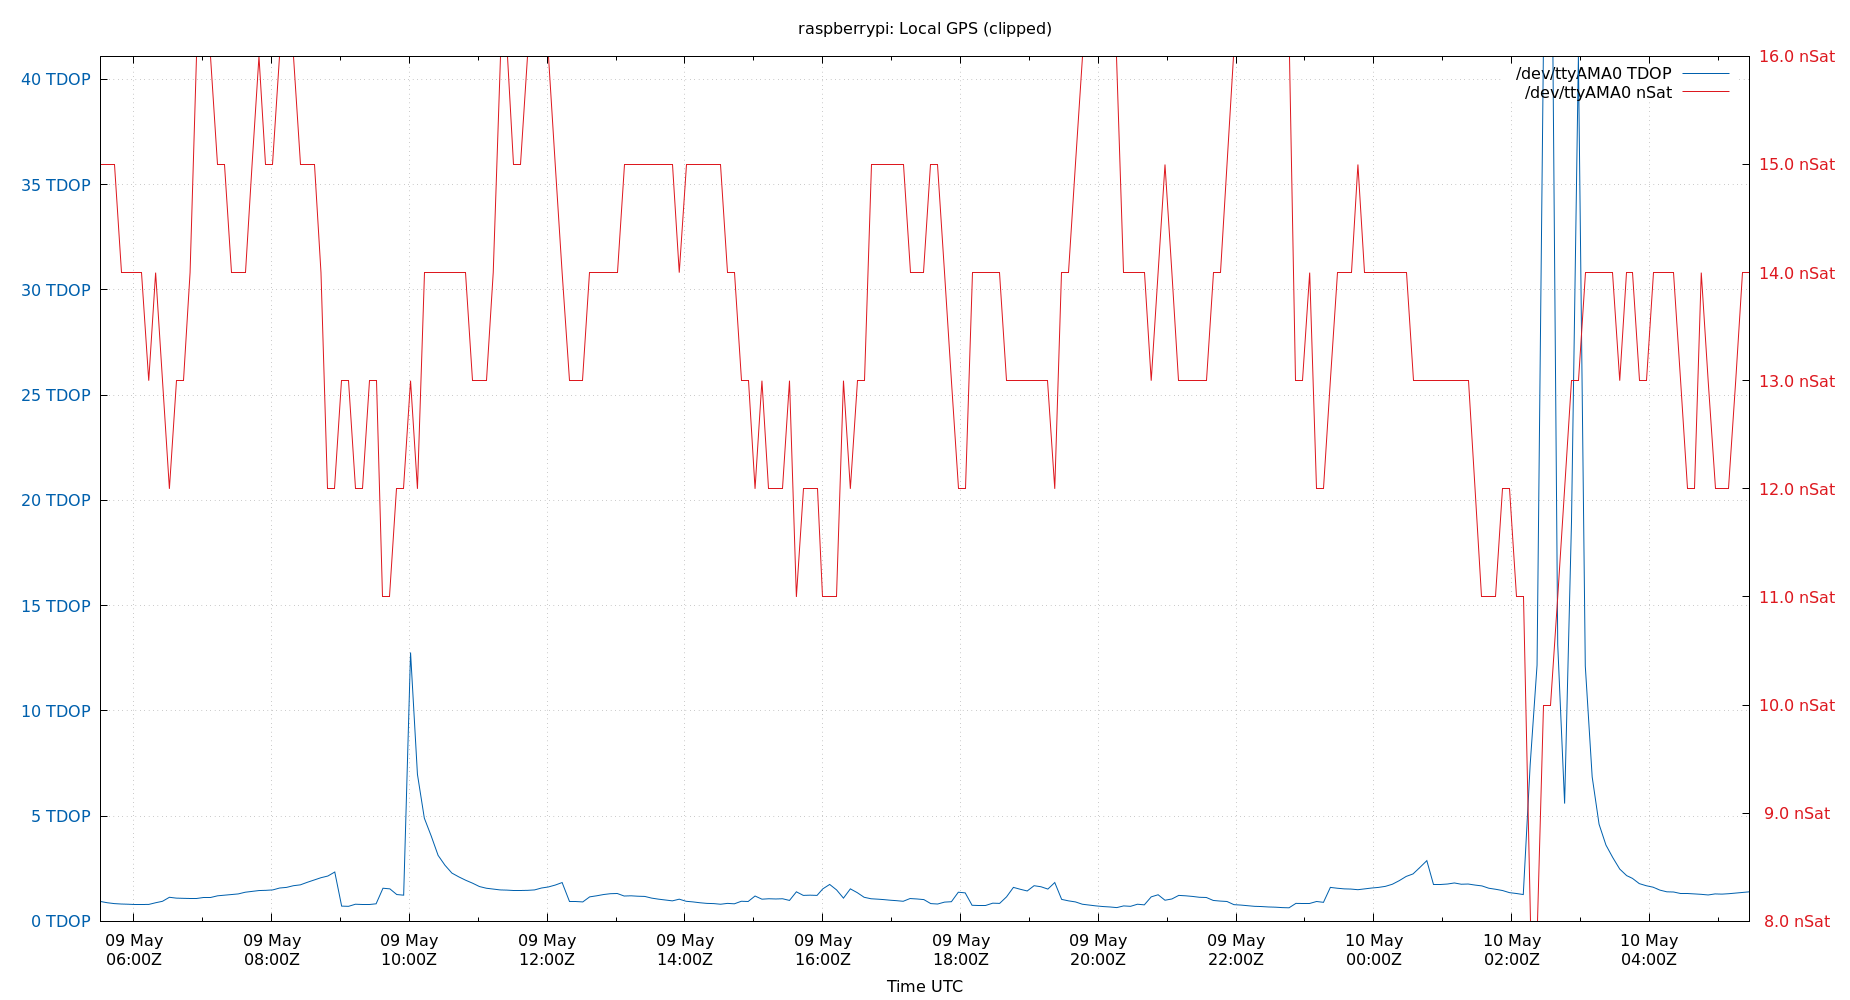 raspberrypi: Local GPS (clipped)
/dev/ttyAMA0 TDOP
/dev/ttyAMA0 nSat
40 TDOP
35 TDOP
30 TDOP
25 TDOP
20 TDOP
15 TDOP
10 TDOP
5 TDOP
0 TDOP
16.0 nSat
15.0 nSat
14.0 nSat
13.0 nSat
12.0 nSat
11.0 nSat
10.0 nSat
9.0 nSat
8.0 nSat
09 May 09 May 09 May 09 May 09 May 09 May 09 May 09 May 09 May 10 May 10 May 10 May
06:00Z 08:00Z 10:00Z 12:00Z 14:00Z 16:00Z 18:00Z 20:00Z 22:00Z 00:00Z 02:00Z 04:00Z
Time UTC